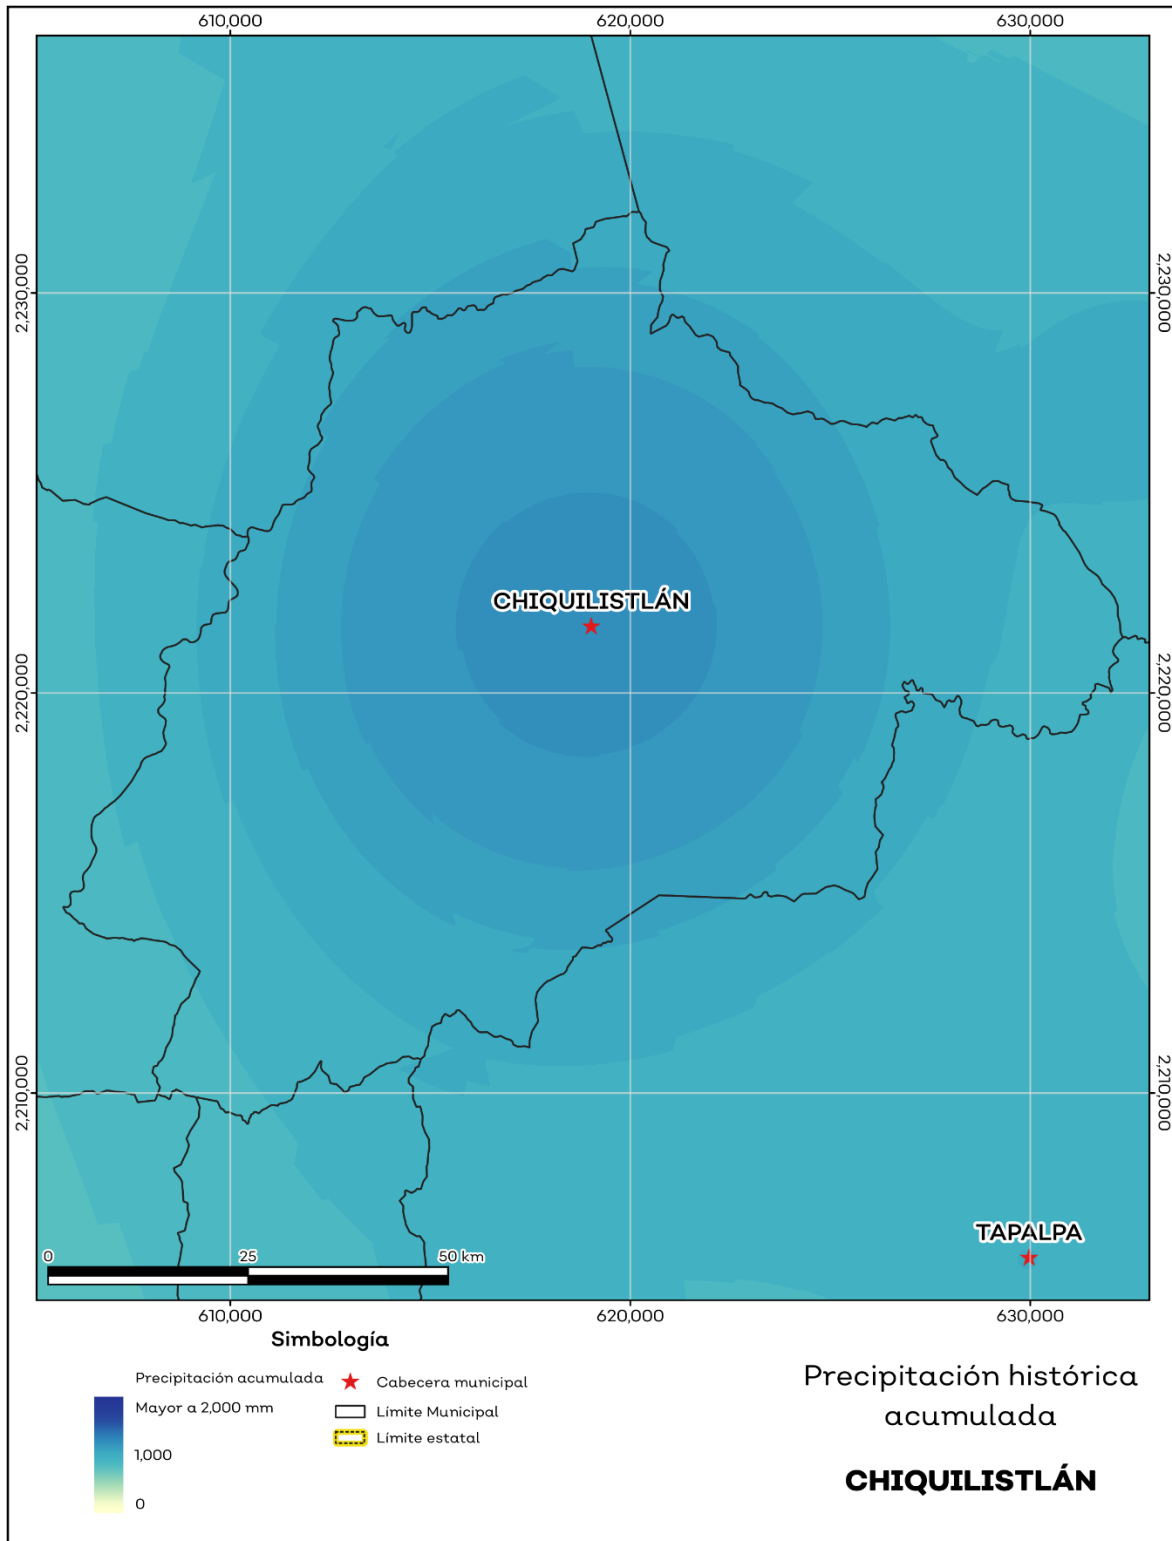 610,000
620,000
630,000
2,230,000
2,230,000
CHIQUILISTLÁN
2,220,000
2,220,000
2,210,000
2,210,000
TAPALPA
0
25
50 km
610,000
620,000
630,000
Simbología
Precipitación acumulada
Mayor a 2,000 mm
1,000
0
Cabecera municipal
Límite Municipal
Límite estatal
Precipitación histórica
acumulada
CHIQUILISTLÁN